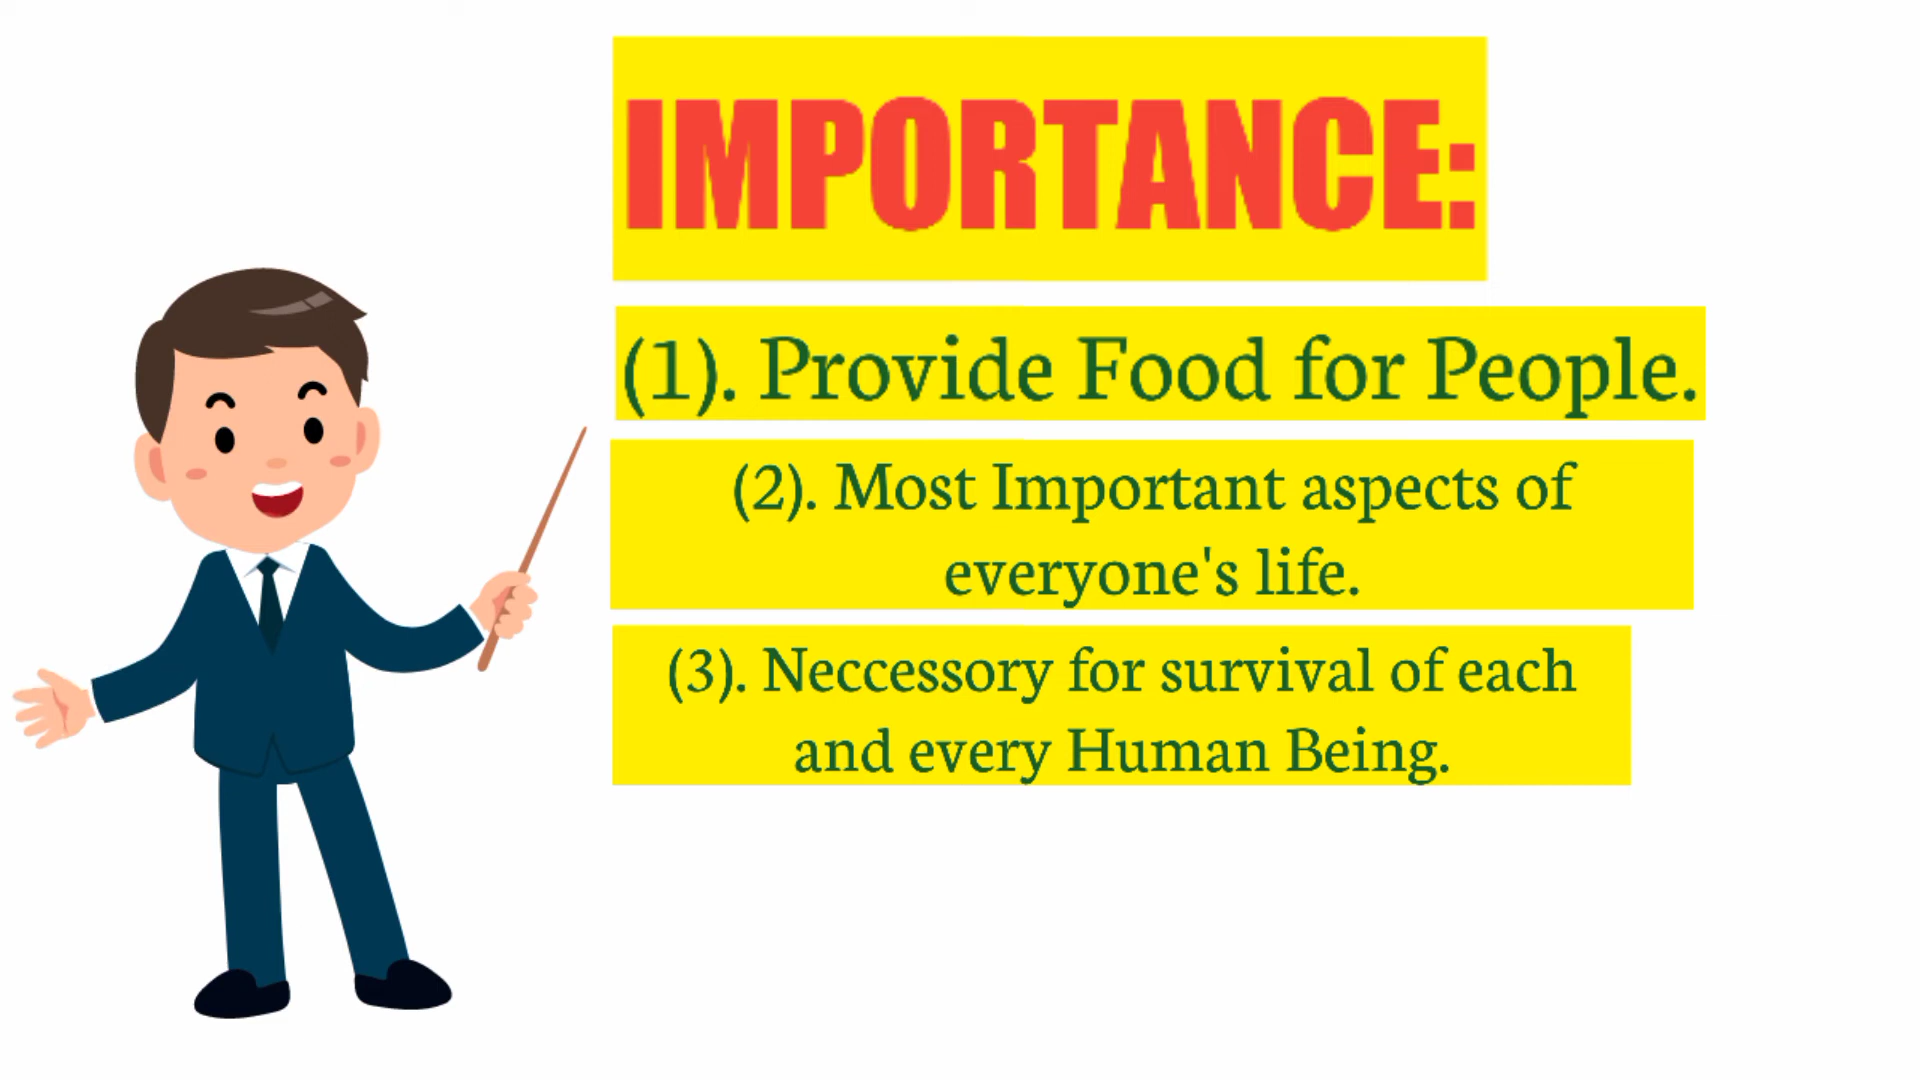 IMPORTANCE:
(1). Provide Food for People.
(2). Most Important aspects of
everyone's life.
(3). Neccessory for survival of each
and every Human Being.